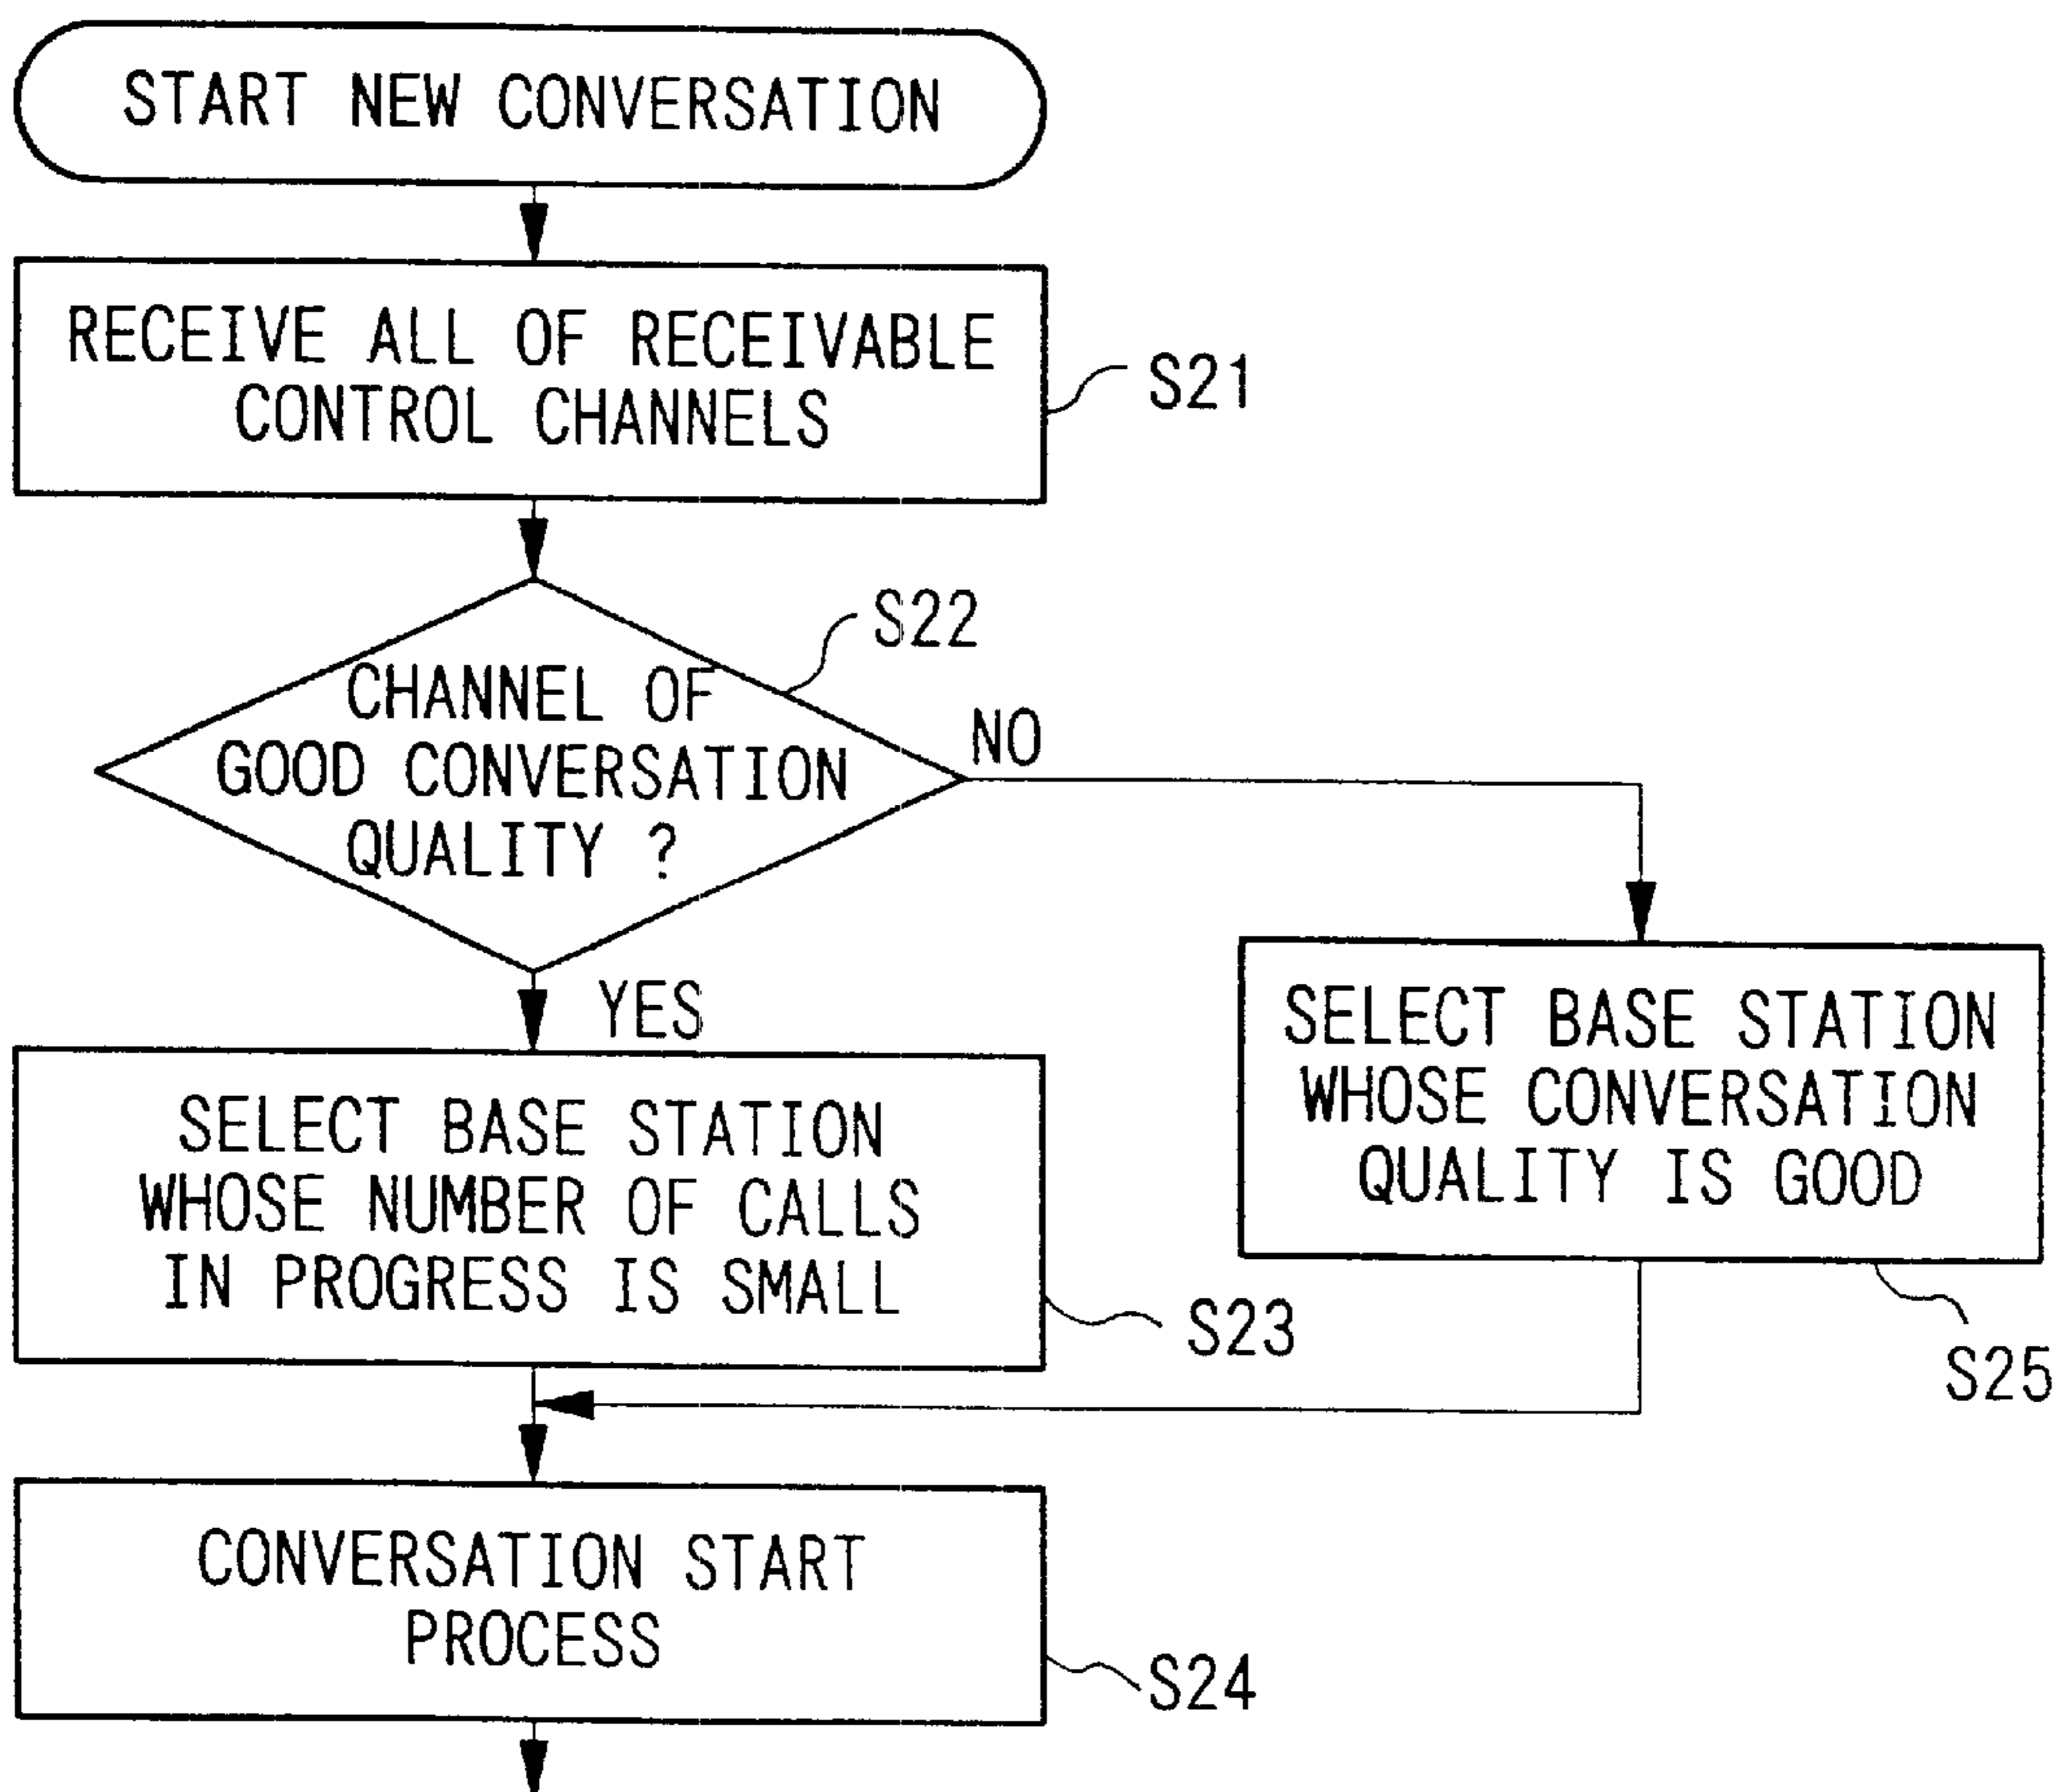 START NEW CONVERSATION
RECEIVE ALL OF RECEIVABLE
CONTROL CHANNELS
S21
S22
CHANNEL OF
GOOD CONVERSATION
QUALITY ?
NO
YES
SELECT BASE STATION
WHOSE NUMBER OF CALLS
IN PROGRESS IS SMALL
S23
SELECT BASE STATION
WHOSE CONVERSATION
QUALITY IS GOOD
S25
CONVERSATION START
PROCESS
S24